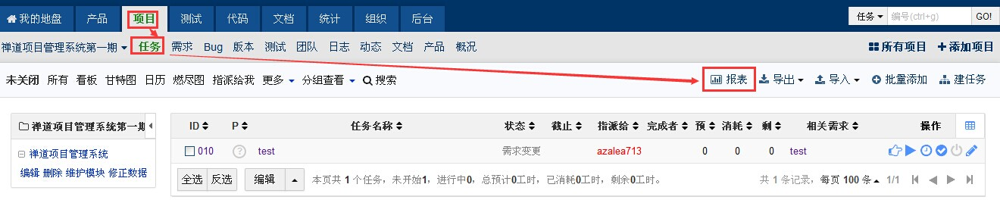 我的地盘 产品 项目 测试 代码 文档 统计 组织 后台 任务 编号(ctrl+g) GO!
禅道项目管理系统第一期 任务 需求 Bug 版本 测试 团队 日志 动态 文档 产品 概况 所有项目 +添加项目
未关闭 所有 看板 甘特图 日历 燃尽图 指派给我 更多 分组查看 搜索 报表 导出 导入 批量添加 建任务
禅道项目管理系统第一期 ID P 任务名称 状态 截止 指派给 完成者 预 消耗 剩 相关需求 操作
禅道项目管理系统 010 ? test 需求变更 azalea713 0 0 0 test
编辑 删除 维护模块 修正数据 全选 反选 编辑 本页共 1 个任务，未开始1，进行中0，总预计0工时，已消耗0工时，剩余0工时。 共 1 条记录，每页 100 条 1/1